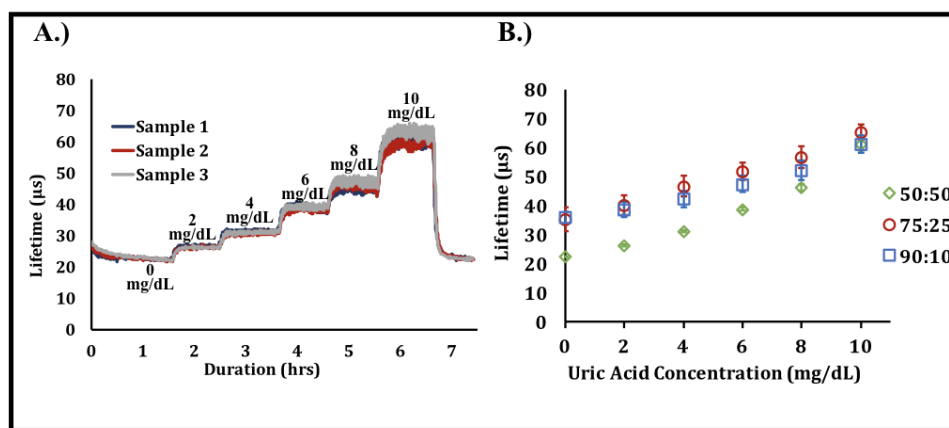 A.)
80
70
60
50
40
30
20
10
0
Lifetime (µs)
Sample 1
Sample 2
Sample 3
0
mg/dL
2
mg/dL
4
mg/dL
6
mg/dL
8
mg/dL
10
mg/dL
0 1 2 3 4 5 6 7
Duration (hrs)
B.)
80
70
60
50
40
30
20
10
0
Lifetime (µs)
50:50
75:25
90:10
0 2 4 6 8 10
Uric Acid Concentration (mg/dL)